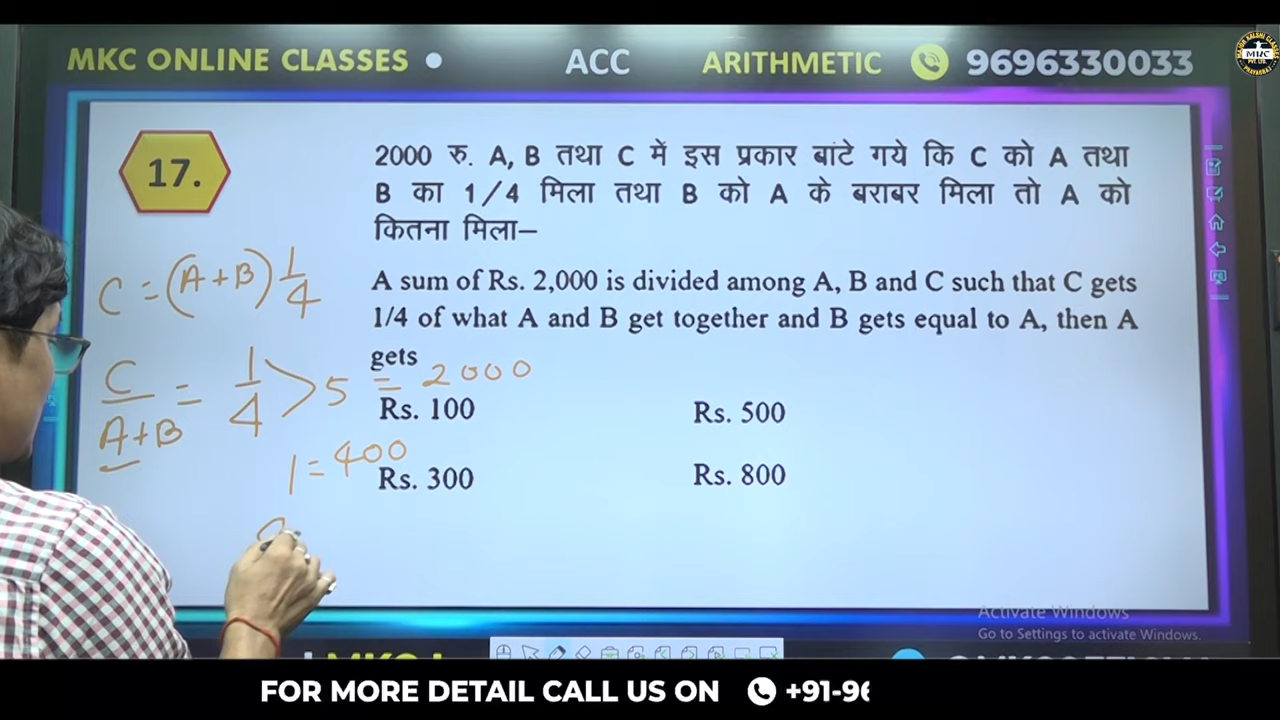 MKC ONLINE CLASSES • ACC ARITHMETIC 9696330033
MKC
PVT. LTD.
PRAYAGRAJ
17.
2000 रु. A, B तथा C में इस प्रकार बांटे गये कि C को A तथा
B का 1/4 मिला तथा B को A के बराबर मिला तो A को
कितना मिला–
A sum of Rs. 2,000 is divided among A, B and C such that C gets
1/4 of what A and B get together and B gets equal to A, then A
gets
Rs. 100 Rs. 500
Rs. 300 Rs. 800
C = (A+B) 1/4
C/A+B = 1/4 > 5 = 2000
1 = 400
Activate Windows
Go to Settings to activate Windows.
FOR MORE DETAIL CALL US ON +91-96